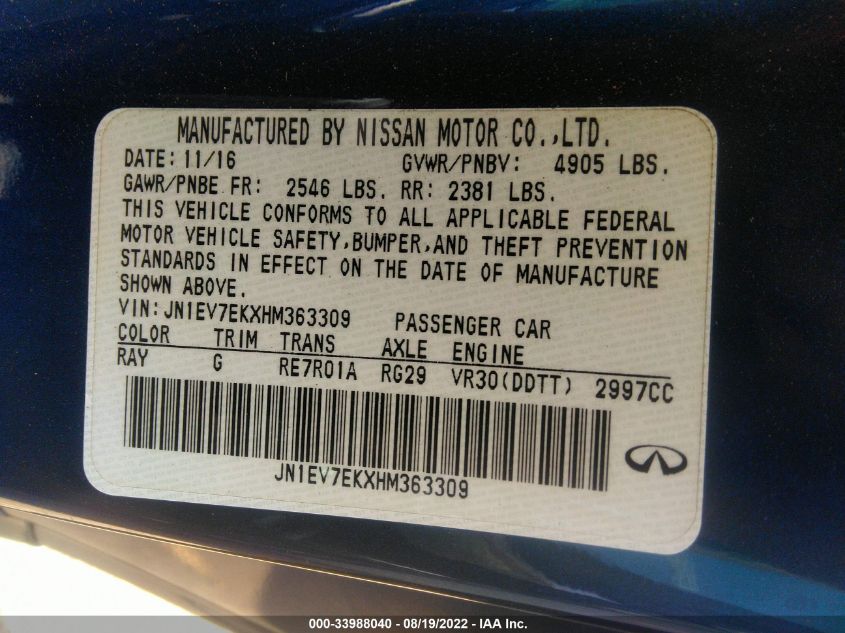 MANUFACTURED BY NISSAN MOTOR CO.,LTD.
DATE: 11/16 GVWR/PNBV: 4905 LBS.
GAWR/PNBE FR: 2546 LBS. RR: 2381 LBS.
THIS VEHICLE CONFORMS TO ALL APPLICABLE FEDERAL
MOTOR VEHICLE SAFETY,BUMPER,AND THEFT PREVENTION
STANDARDS IN EFFECT ON THE DATE OF MANUFACTURE
SHOWN ABOVE.
VIN: JN1EV7EKXHM363309 PASSENGER CAR
COLOR TRIM TRANS AXLE ENGINE
RAY G RE7R01A RG29 VR30(DDTT) 2997CC
JN1EV7EKXHM363309
000-33988040 - 08/19/2022 - IAA Inc.